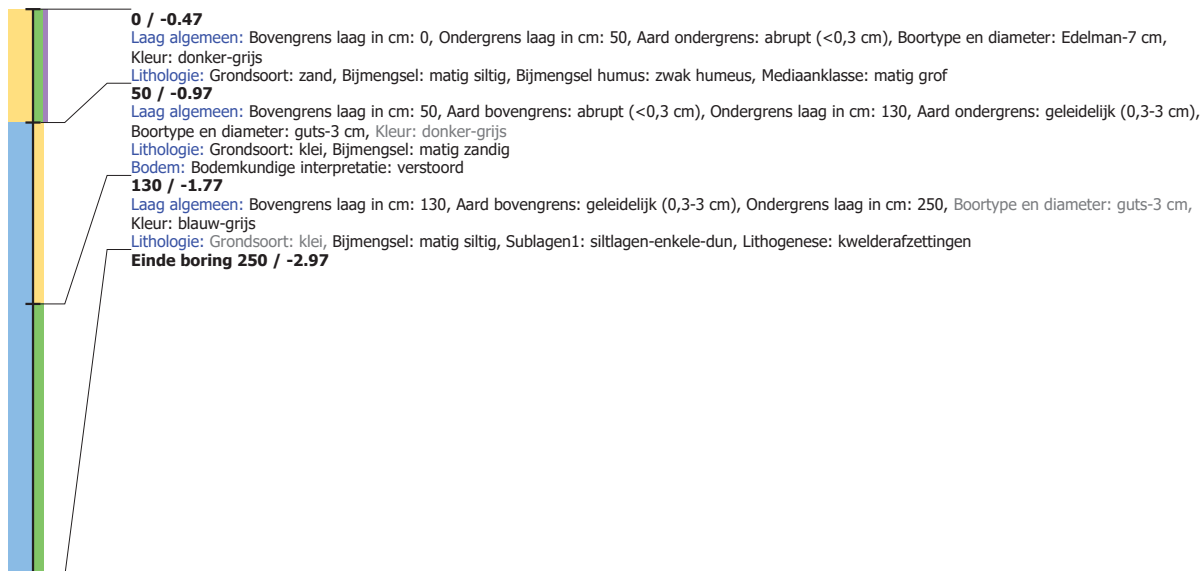 0 / -0.47
Laag algemeen: Bovengrens laag in cm: 0, Ondergrens laag in cm: 50, Aard ondergrens: abrupt (<0,3 cm), Boortype en diameter: Edelman-7 cm,
Kleur: donker-grijs
Lithologie: Grondsoort: zand, Bijmengsel: matig siltig, Bijmengsel humus: zwak humeus, Mediaanklasse: matig grof
50 / -0.97
Laag algemeen: Bovengrens laag in cm: 50, Aard bovengrens: abrupt (<0,3 cm), Ondergrens laag in cm: 130, Aard ondergrens: geleidelijk (0,3-3 cm),
Boortype en diameter: guts-3 cm, Kleur: donker-grijs
Lithologie: Grondsoort: klei, Bijmengsel: matig zandig
Bodem: Bodemkundige interpretatie: verstoord
130 / -1.77
Laag algemeen: Bovengrens laag in cm: 130, Aard bovengrens: geleidelijk (0,3-3 cm), Ondergrens laag in cm: 250, Boortype en diameter: guts-3 cm,
Kleur: blauw-grijs
Lithologie: Grondsoort: klei, Bijmengsel: matig siltig, Sublagen1: siltlagen-enkele-dun, Lithogenese: kwelderafzettingen
Einde boring 250 / -2.97